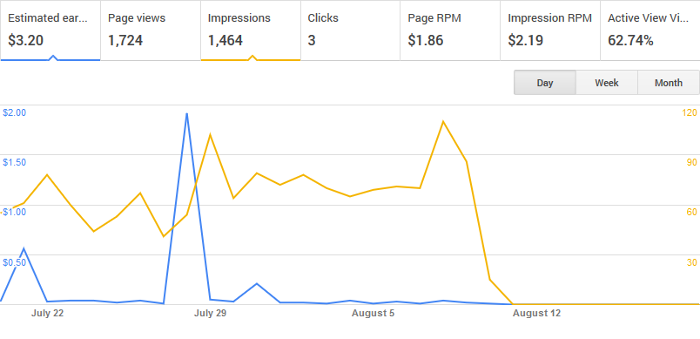 Estimated ear... Page views Impressions Clicks Page RPM Impression RPM Active View Vi...
$3.20 1,724 1,464 3 $1.86 $2.19 62.74%
Day Week Month
$2.00 120
$1.50 90
$1.00 60
$0.50 30
July 22 July 29 August 5 August 12